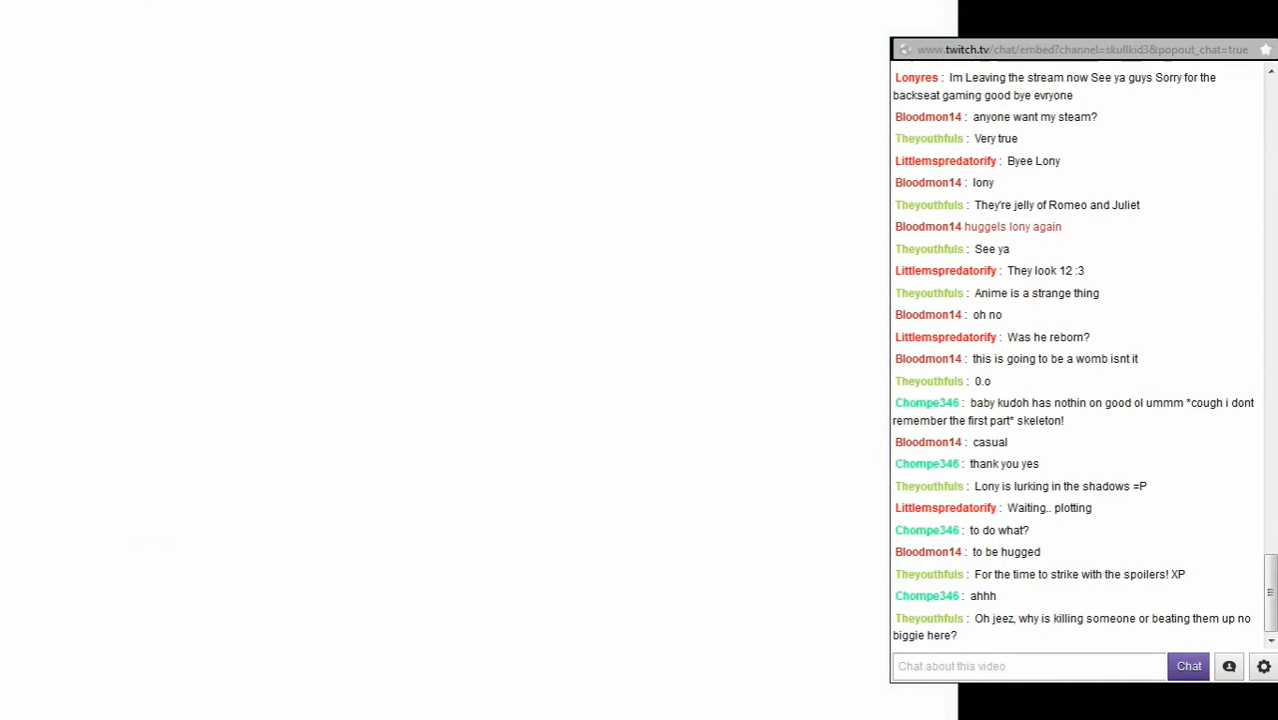 www.twitch.tv/chat/embed?channel=skullkid3&popout_chat=true
Lonyres : Im Leaving the stream now See ya guys Sorry for the
backseat gaming good bye evryone
Bloodmon14 : anyone want my steam?
Theyouthfuls : Very true
Littlemspredatorify : Byee Lony
Bloodmon14 : lony
Theyouthfuls : They're jelly of Romeo and Juliet
Bloodmon14 huggels lony again
Theyouthfuls : See ya
Littlemspredatorify : They look 12 :3
Theyouthfuls : Anime is a strange thing
Bloodmon14 : oh no
Littlemspredatorify : Was he reborn?
Bloodmon14 : this is going to be a womb isnt it
Theyouthfuls : 0.o
Chompe346 : baby kudoh has nothin on good ol ummm *cough i dont
remember the first part* skeleton!
Bloodmon14 : casual
Chompe346 : thank you yes
Theyouthfuls : Lony is lurking in the shadows =P
Littlemspredatorify : Waiting.. plotting
Chompe346 : to do what?
Bloodmon14 : to be hugged
Theyouthfuls : For the time to strike with the spoilers! XP
Chompe346 : ahhh
Theyouthfuls : Oh jeez, why is killing someone or beating them up no
biggie here?
Chat about this video
Chat